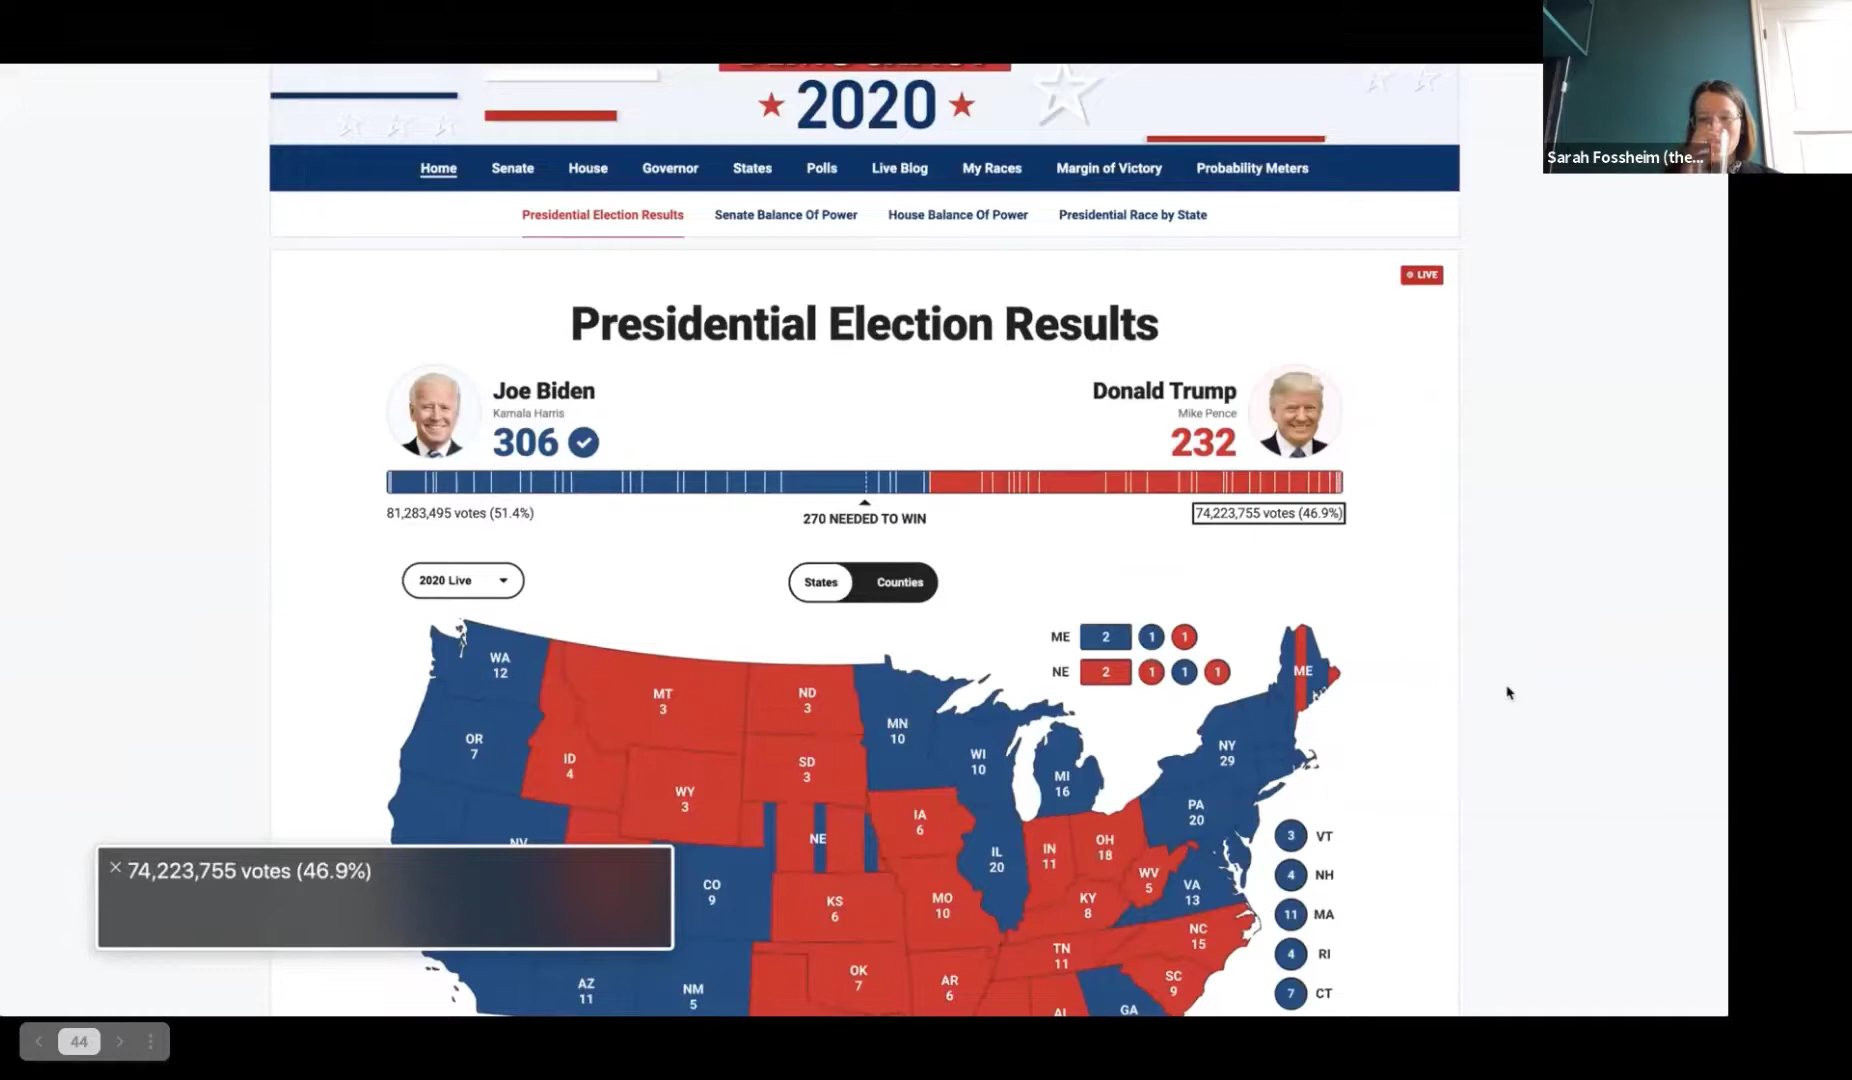 2020
Home Senate House Governor States Polls Live Blog My Races Margin of Victory Probability Meters
Sarah Fossheim (the...
Presidential Election Results Senate Balance Of Power House Balance Of Power Presidential Race by State
LIVE
Presidential Election Results
Joe Biden
Kamala Harris
306
Donald Trump
Mike Pence
232
81,283,495 votes (51.4%)
270 NEEDED TO WIN
74,223,755 votes (46.9%)
2020 Live
States Counties
ME 2 1 1
NE 2 1 1 1
WA
12
OR
7
ID
4
MT
3
WY
3
ND
3
SD
3
NE
MN
10
WI
10
MI
16
IA
6
IL
20
IN
11
OH
18
PA
20
NY
29
ME
WV
5
VA
13
KY
8
NC
15
TN
11
SC
9
GA
AL
AR
6
MO
10
KS
6
OK
7
CO
9
NM
5
AZ
11
NV
3 VT
4 NH
11 MA
4 RI
7 CT
74,223,755 votes (46.9%)
44